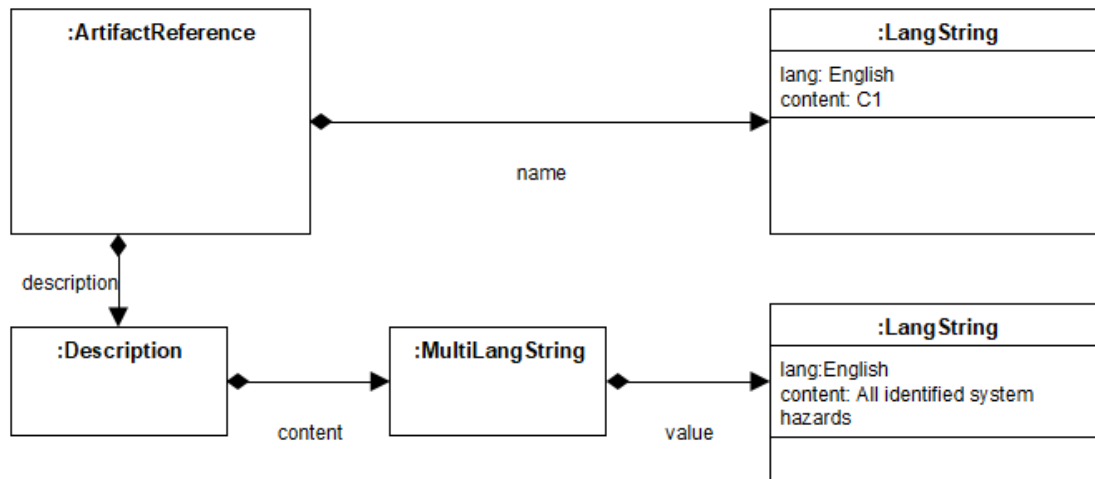 :ArtifactReference
:LangString
lang: English
content: C1
name
description
:Description
:MultiLangString
:LangString
lang:English
content: All identified system
hazards
content
value